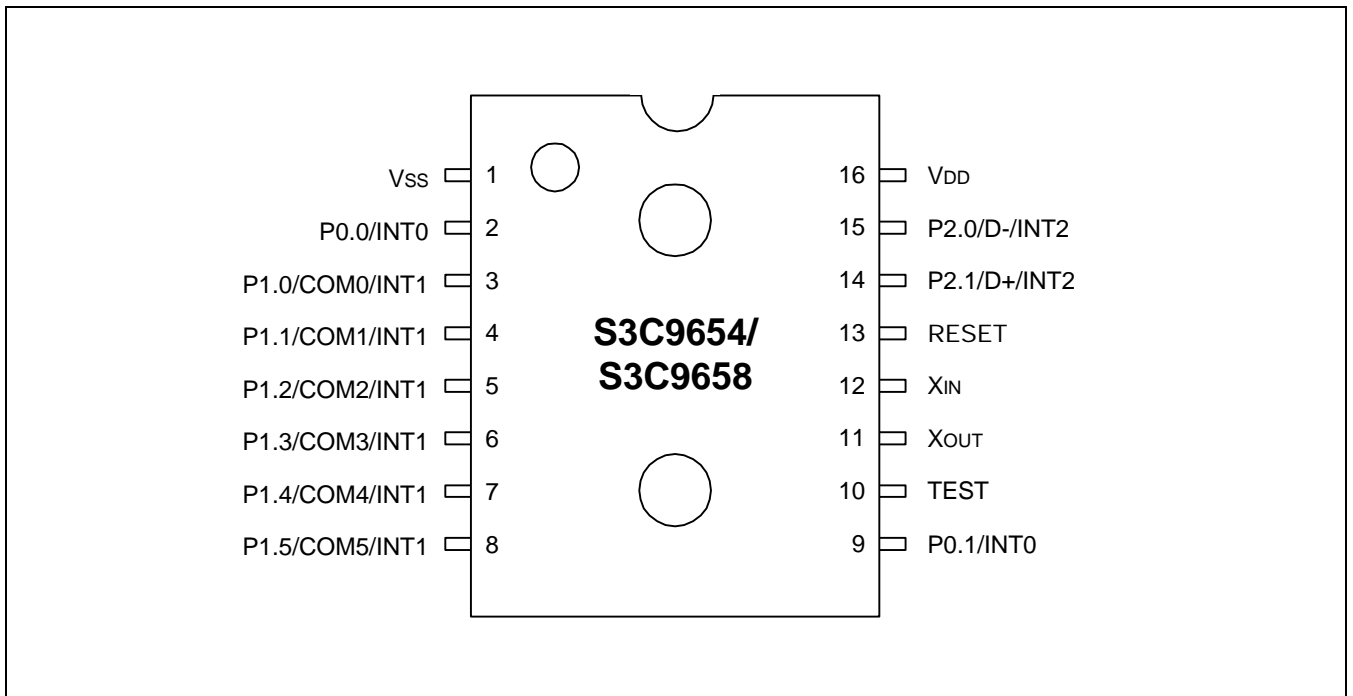 VSS 1 16 VDD
P0.0/INT0 2 15 P2.0/D-/INT2
P1.0/COM0/INT1 3 14 P2.1/D+/INT2
P1.1/COM1/INT1 4 13 RESET
P1.2/COM2/INT1 5 12 XIN
P1.3/COM3/INT1 6 11 XOUT
P1.4/COM4/INT1 7 10 TEST
P1.5/COM5/INT1 8 9 P0.1/INT0
S3C9654/
S3C9658